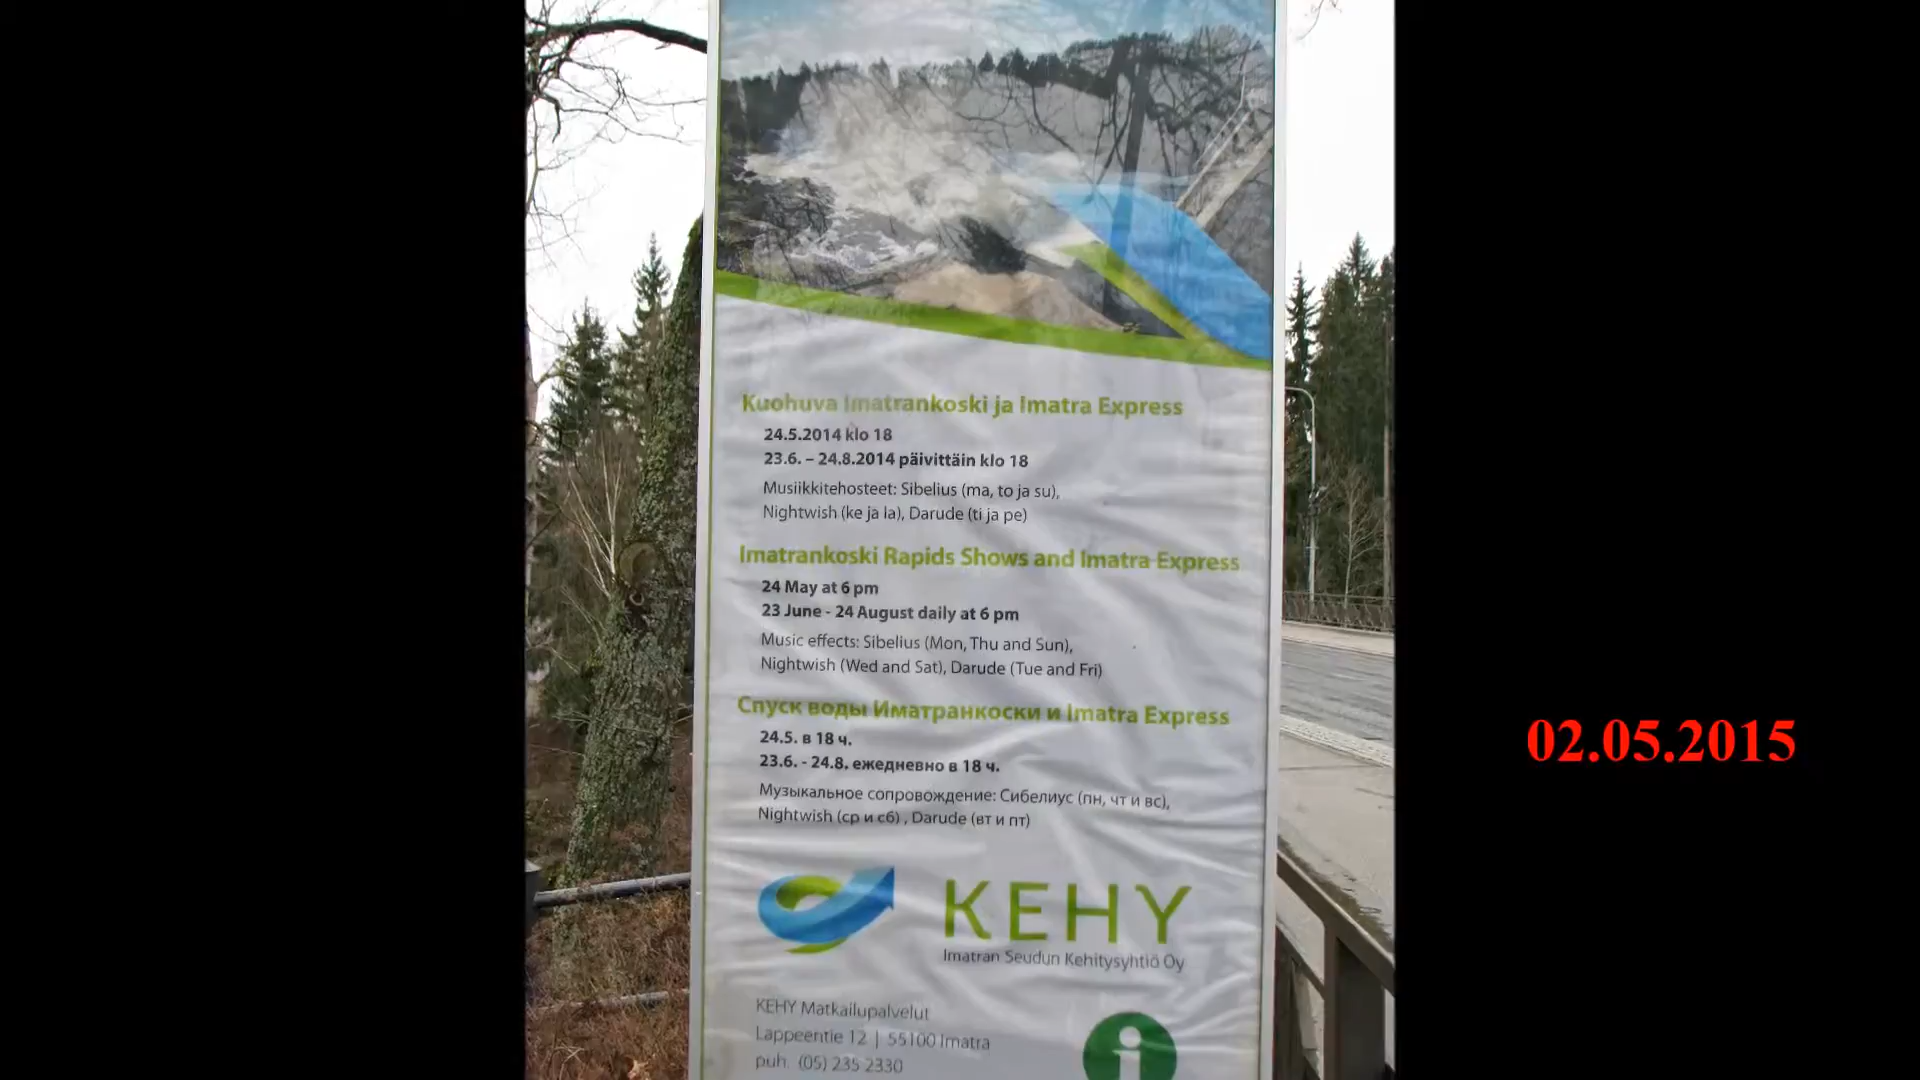 Kuohuva Imatrankoski ja Imatra Express
24.5.2014 klo 18
23.6. – 24.8.2014 päivittäin klo 18
Musiikkitehosteet: Sibelius (ma, to ja su),
Nightwish (ke ja la), Darude (ti ja pe)
Imatrankoski Rapids Shows and Imatra Express
24 May at 6 pm
23 June - 24 August daily at 6 pm
Music effects: Sibelius (Mon, Thu and Sun),
Nightwish (Wed and Sat), Darude (Tue and Fri)
Спуск воды Иматранкоски и Imatra Express
24.5. в 18 ч.
23.6. - 24.8. ежедневно в 18 ч.
Музыкальное сопровождение: Сибелиус (пн, чт и вс),
Nightwish (ср и сб) , Darude (вт и пт)
KEHY
Imatran Seudun Kehitysyhtiö Oy
KEHY Matkailupalvelut
Lappeentie 12 | 55100 Imatra
puh. (05) 235 2330
i
02.05.2015